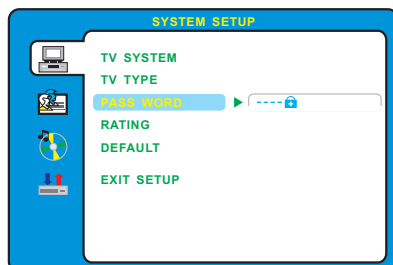 SYSTEM SETUP
TV SYSTEM
TV TYPE
PASS WORD
----
RATING
DEFAULT
EXIT SETUP